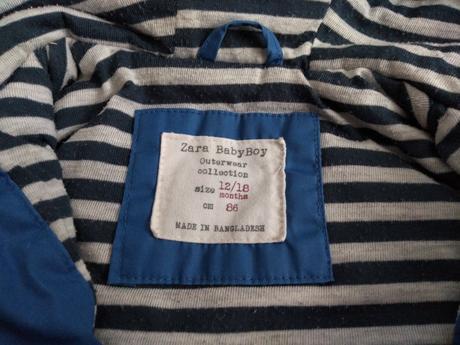 Zara BabyBoy
Outerwear
collection
size 12/18
months
cm 86
MADE IN BANGLADESH